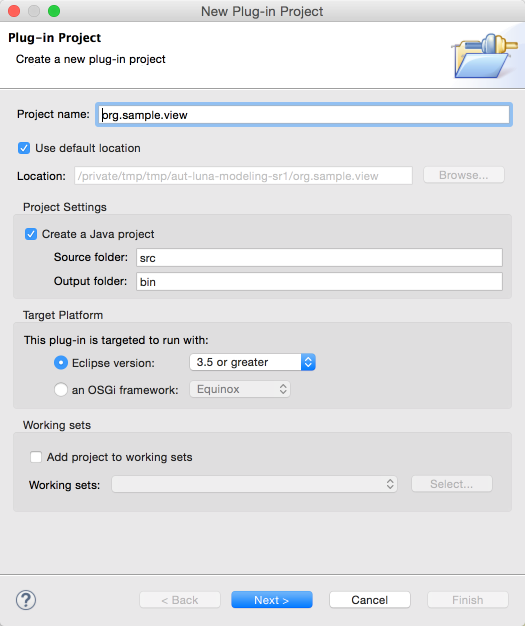 New Plug-in Project
Plug-in Project
Create a new plug-in project
Project name: org.sample.view
Use default location
Location: /private/tmp/tmp/aut-luna-modeling-sr1/org.sample.view Browse...
Project Settings
Create a Java project
Source folder: src
Output folder: bin
Target Platform
This plug-in is targeted to run with:
Eclipse version: 3.5 or greater
an OSGi framework: Equinox
Working sets
Add project to working sets
Working sets: Select...
? < Back Next > Cancel Finish